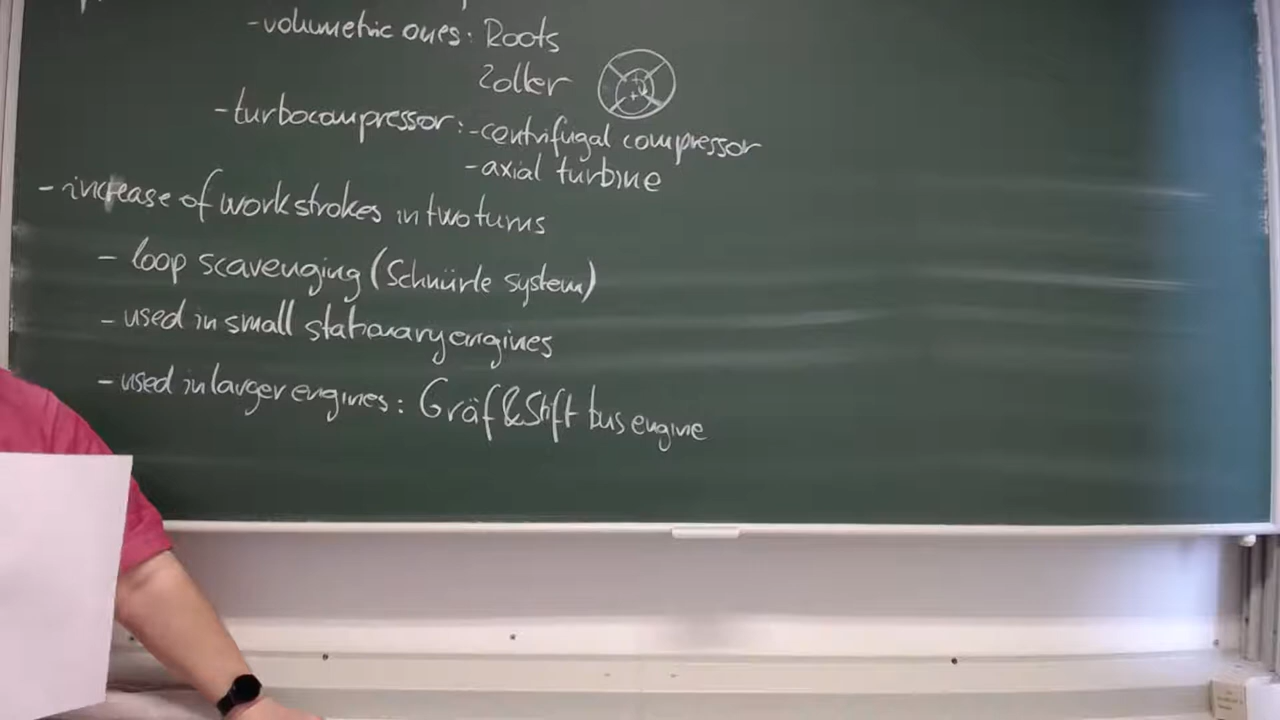 -volumetric ones: Roots
Zoller
-turbocompressor: -centrifugal compressor
-axial turbine
- increase of work strokes in two turns
- loop scavenging (Schnürle system)
- used in small stationary engines
- used in larger engines: Gräf & Stift bus engine